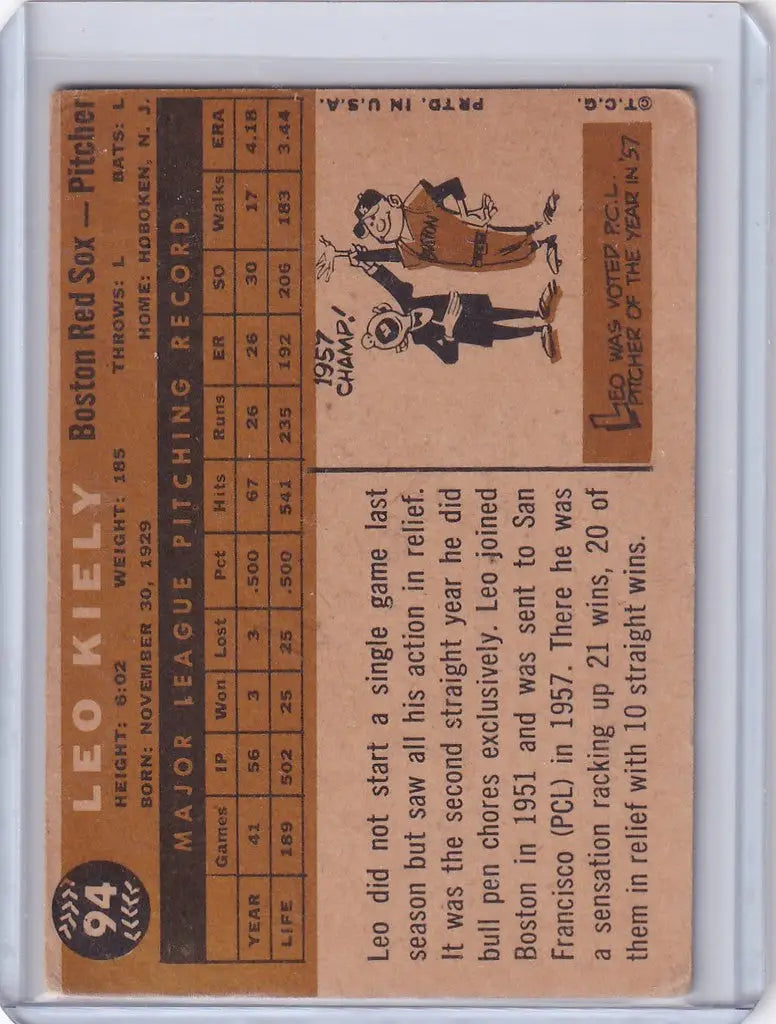 94
LEO KIELY Boston Red Sox — Pitcher
HEIGHT: 6:02 WEIGHT: 185 THROWS: L BATS: L
BORN: NOVEMBER 30, 1929 HOME: HOBOKEN, N. J.
MAJOR LEAGUE PITCHING RECORD
Games IP Won Lost Pct Hits Runs ER SO Walks ERA
YEAR 41 56 3 3 .500 67 26 26 30 17 4.18
LIFE 189 502 25 25 .500 541 235 192 206 183 3.44
Leo did not start a single game last
season but saw all his action in relief.
It was the second straight year he did
bull pen chores exclusively. Leo joined
Boston in 1951 and was sent to San
Francisco (PCL) in 1957. There he was
a sensation racking up 21 wins, 20 of
them in relief with 10 straight wins.
1957
CHAMP!
BOSTON
LEO WAS VOTED P.C.L.
PITCHER OF THE YEAR IN '57
© T.C.G. PRTD. IN U.S.A.